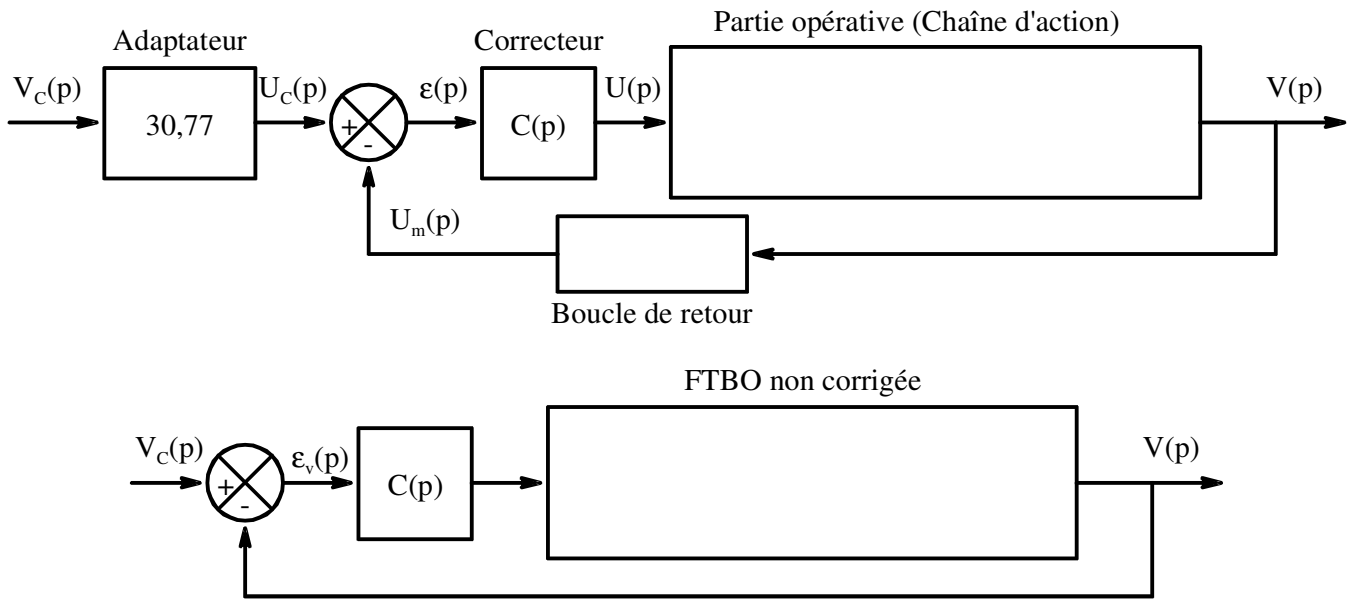 Partie opérative (Chaîne d'action)
Adaptateur
Correcteur
V_C(p)
30,77
U_C(p)
+
-
ε(p)
C(p)
U(p)
V(p)
U_m(p)
Boucle de retour
FTBO non corrigée
V_C(p)
+
-
ε_v(p)
C(p)
V(p)